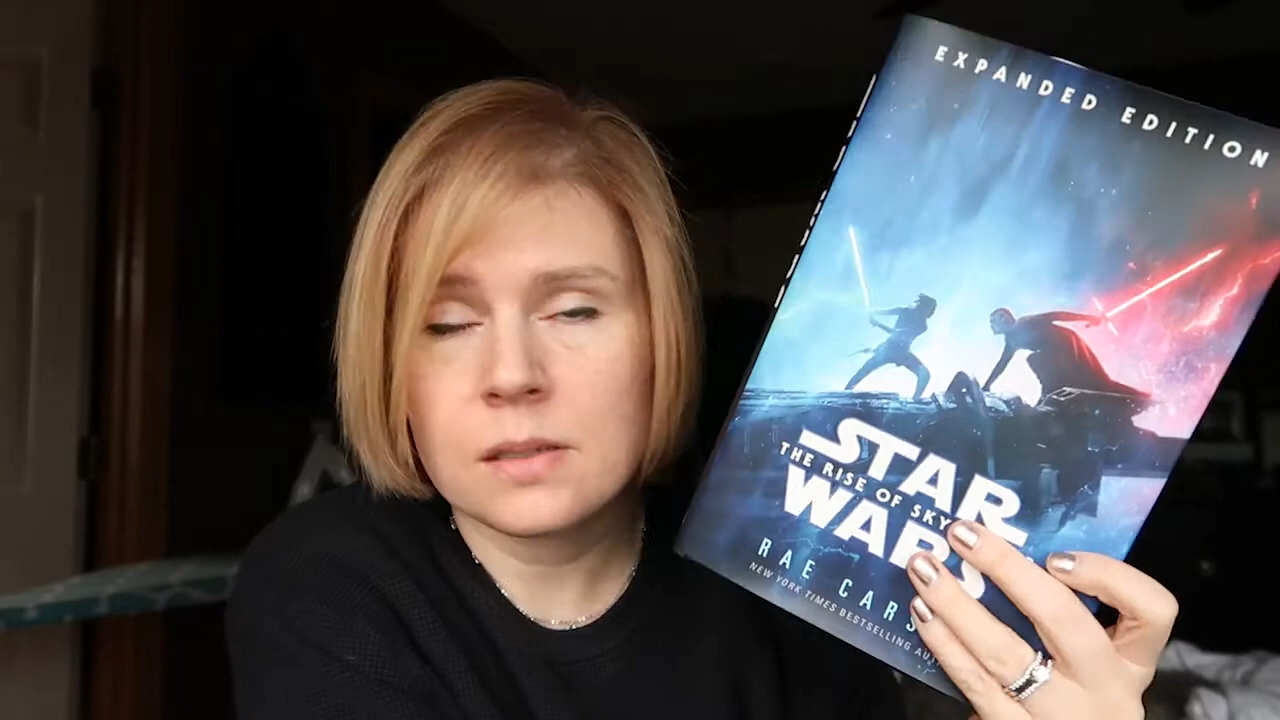 EXPANDED EDITION
STAR
THE RISE OF SKY
WARS
RAE CARS
NEW YORK TIMES BESTSELLING AU